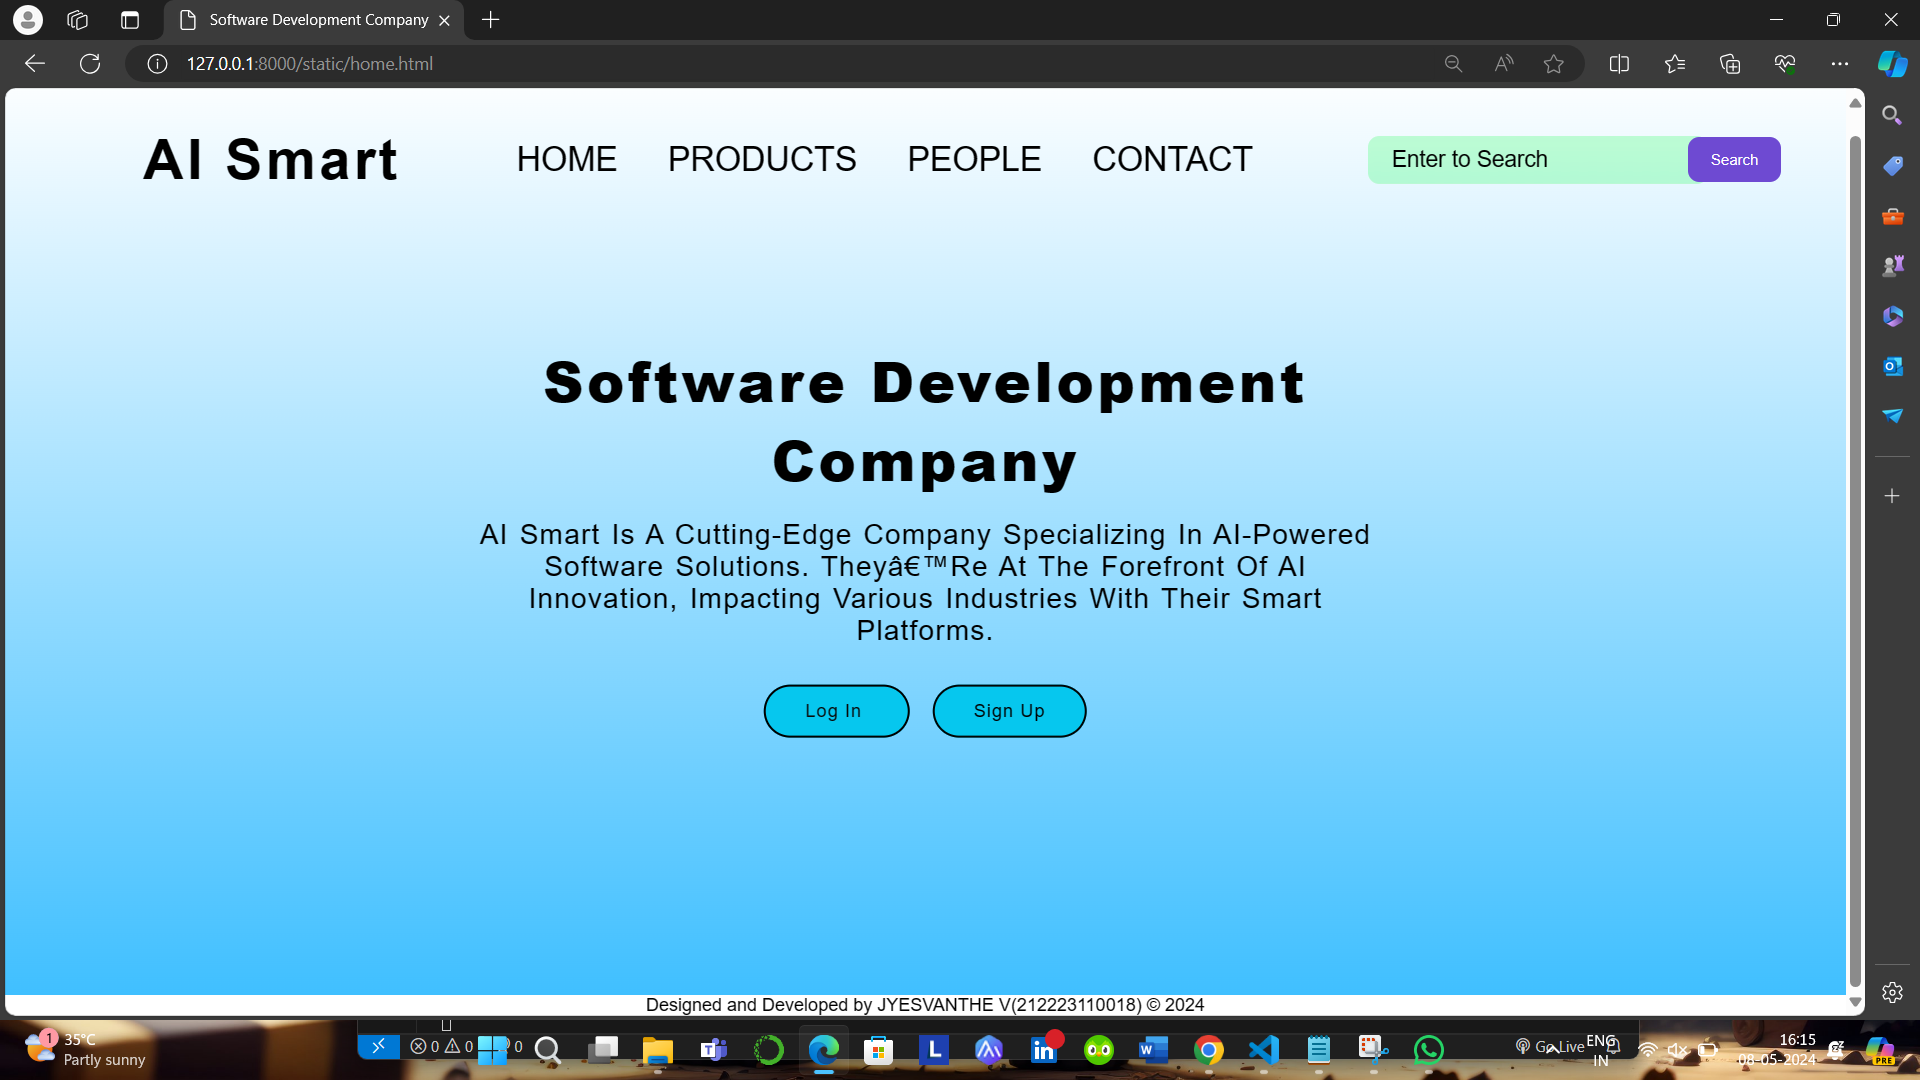 Software Development Company
127.0.0.1:8000/static/home.html
AI Smart
HOME PRODUCTS PEOPLE CONTACT
Enter to Search
Search
Software Development
Company
AI Smart Is A Cutting-Edge Company Specializing In AI-Powered
Software Solutions. Theyâ€™Re At The Forefront Of AI
Innovation, Impacting Various Industries With Their Smart
Platforms.
Log In
Sign Up
Designed and Developed by JYESVANTHE V(212223110018) © 2024
1
35°C
Partly sunny
0 0 0
L
in
W
Go Live
ENG
IN
16:15
08-05-2024
PRE